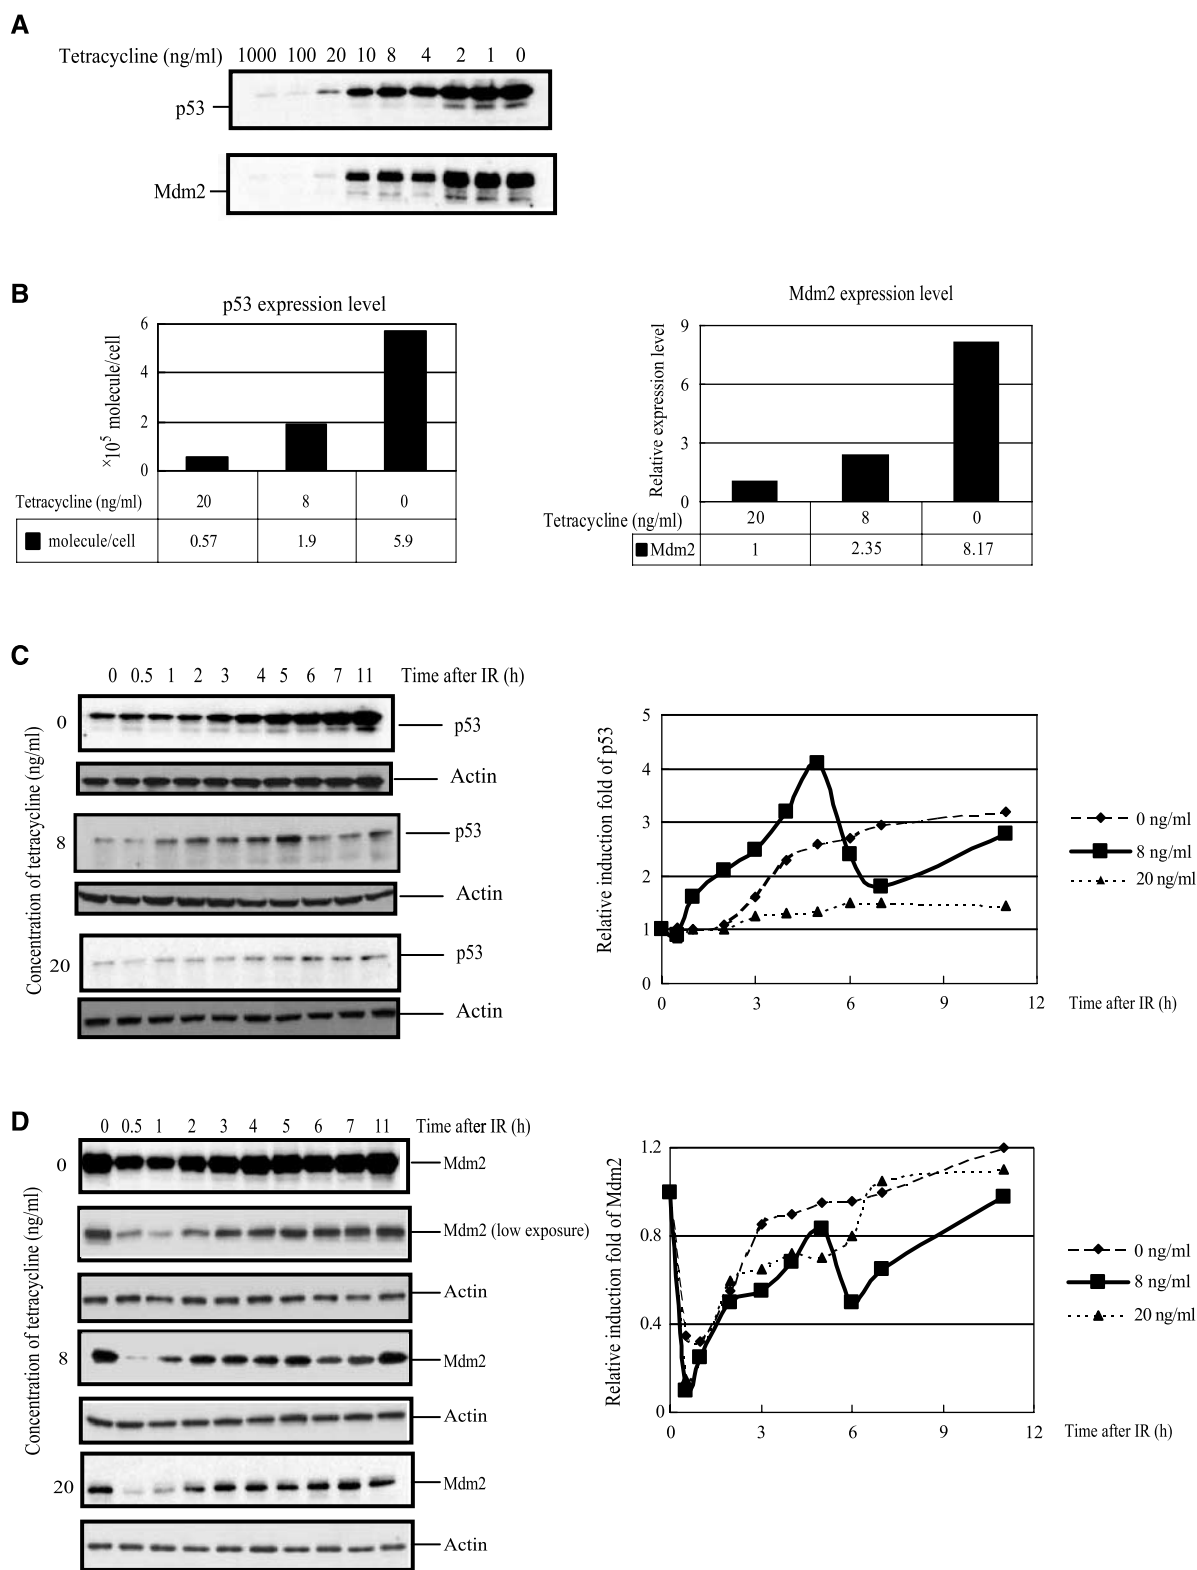 A
Tetracycline (ng/ml) 1000 100 20 10 8 4 2 1 0
p53
Mdm2
B
p53 expression level
×10^5 molecule/cell
6
4
2
0
Tetracycline (ng/ml) 20 8 0
molecule/cell 0.57 1.9 5.9
Mdm2 expression level
Relative expression level
9
6
3
0
Tetracycline (ng/ml) 20 8 0
Mdm2 1 2.35 8.17
C
0 0.5 1 2 3 4 5 6 7 11 Time after IR (h)
Concentration of tetracycline (ng/ml)
0
p53
Actin
8
p53
Actin
20
p53
Actin
Relative induction fold of p53
5
4
3
2
1
0
0 3 6 9 12 Time after IR (h)
0 ng/ml
8 ng/ml
20 ng/ml
D
0 0.5 1 2 3 4 5 6 7 11 Time after IR (h)
Concentration of tetracycline (ng/ml)
0
Mdm2
Mdm2 (low exposure)
Actin
8
Mdm2
Actin
20
Mdm2
Actin
Relative induction fold of Mdm2
1.2
0.8
0.4
0
0 3 6 9 12 Time after IR (h)
0 ng/ml
8 ng/ml
20 ng/ml